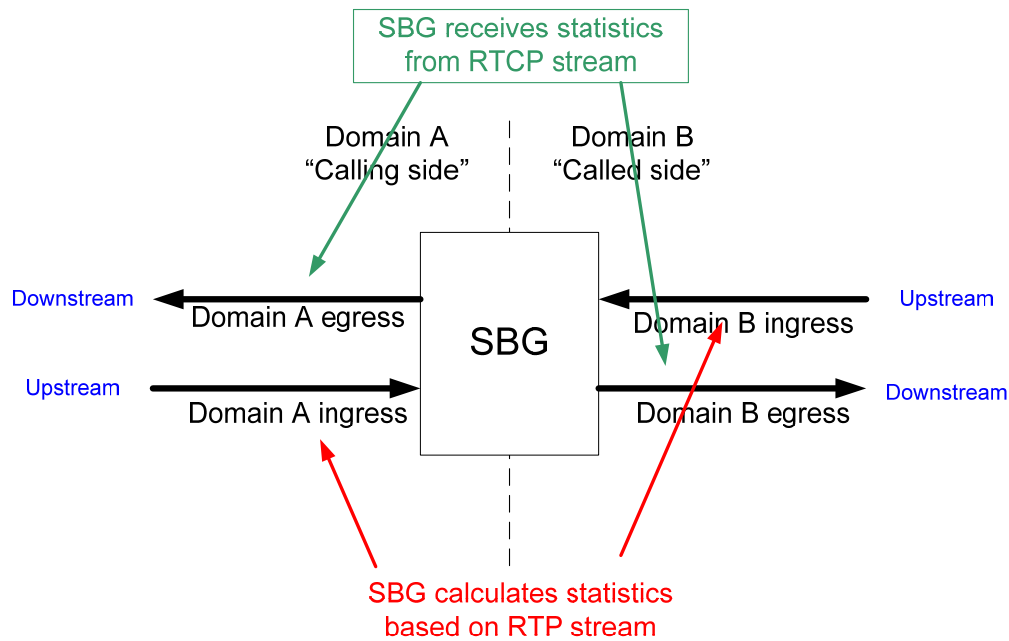 SBG receives statistics
from RTCP stream
Domain A
“Calling side”
Domain B
“Called side”
Downstream
Domain A egress
Upstream
Domain B ingress
SBG
Upstream
Domain A ingress
Downstream
Domain B egress
SBG calculates statistics
based on RTP stream